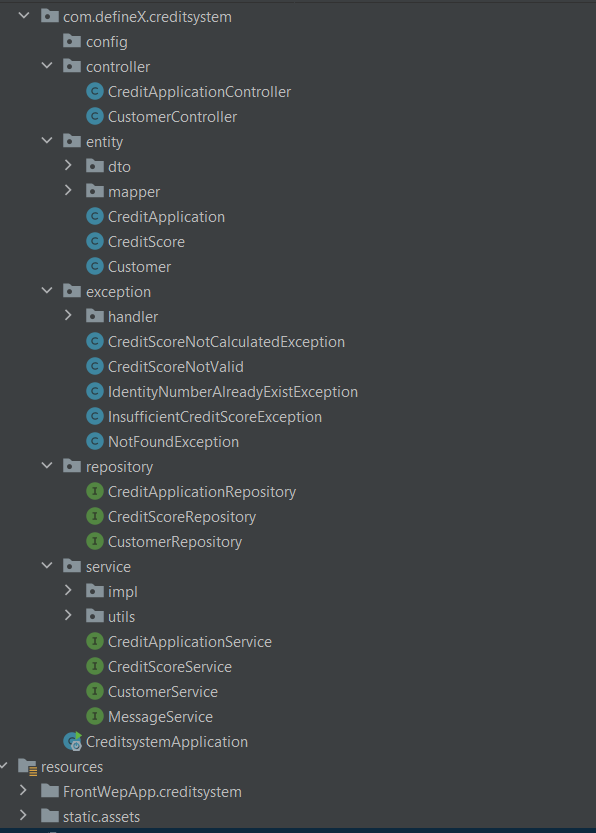 com.defineX.creditsystem
config
controller
CreditApplicationController
CustomerController
entity
dto
mapper
CreditApplication
CreditScore
Customer
exception
handler
CreditScoreNotCalculatedException
CreditScoreNotValid
IdentityNumberAlreadyExistException
InsufficientCreditScoreException
NotFoundException
repository
CreditApplicationRepository
CreditScoreRepository
CustomerRepository
service
impl
utils
CreditApplicationService
CreditScoreService
CustomerService
MessageService
CreditsystemApplication
resources
FrontWepApp.creditsystem
static.assets